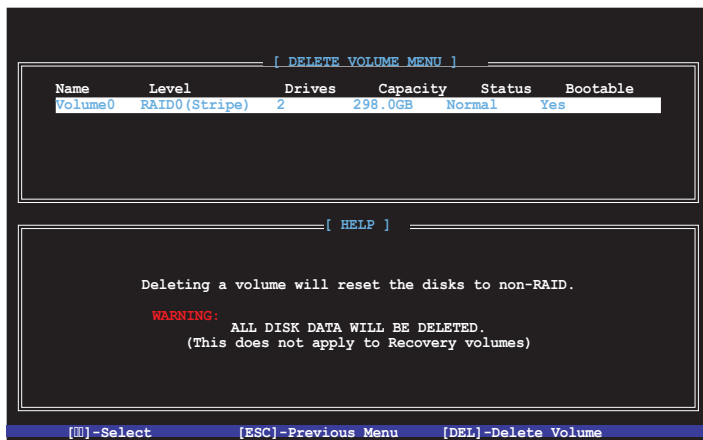 [ DELETE VOLUME MENU ]
Name Level Drives Capacity Status Bootable
Volume0 RAID0(Stripe) 2 298.0GB Normal Yes
[ HELP ]
Deleting a volume will reset the disks to non-RAID.
WARNING:
ALL DISK DATA WILL BE DELETED.
(This does not apply to Recovery volumes)
[▯▯]-Select [ESC]-Previous Menu [DEL]-Delete Volume